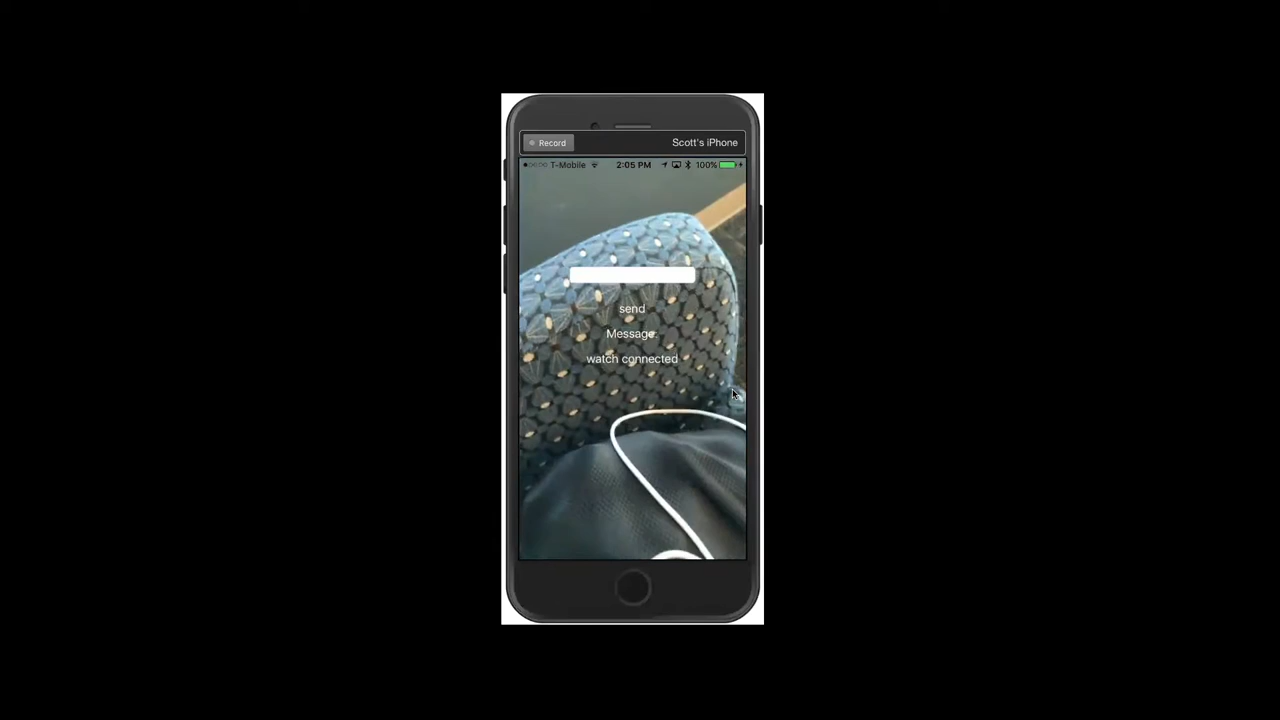 Record Scott's iPhone
T-Mobile 2:05 PM 100%
send
Message:
watch connected